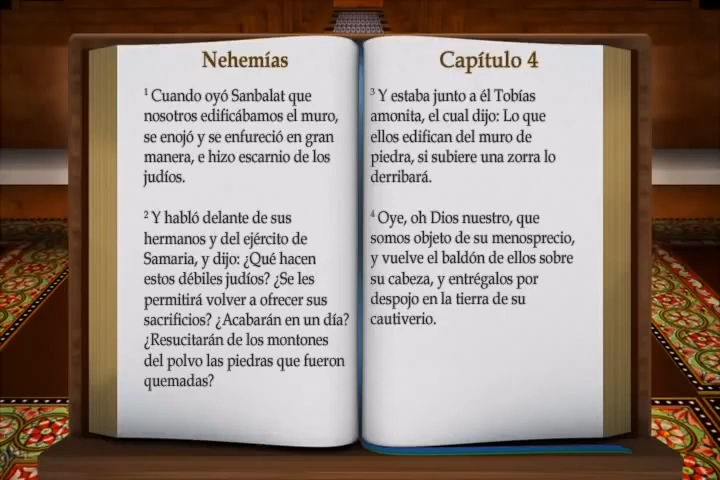 Nehemías
1 Cuando oyó Sanbalat que
nosotros edificábamos el muro,
se enojó y se enfureció en gran
manera, e hizo escarnio de los
judíos.
2 Y habló delante de sus
hermanos y del ejército de
Samaria, y dijo: ¿Qué hacen
estos débiles judíos? ¿Se les
permitirá volver a ofrecer sus
sacrificios? ¿Acabarán en un día?
¿Resucitarán de los montones
del polvo las piedras que fueron
quemadas?
Capítulo 4
3 Y estaba junto a él Tobías
amonita, el cual dijo: Lo que
ellos edifican del muro de
piedra, si subiere una zorra lo
derribará.
4 Oye, oh Dios nuestro, que
somos objeto de su menosprecio,
y vuelve el baldón de ellos sobre
su cabeza, y entrégalos por
despojo en la tierra de su
cautiverio.